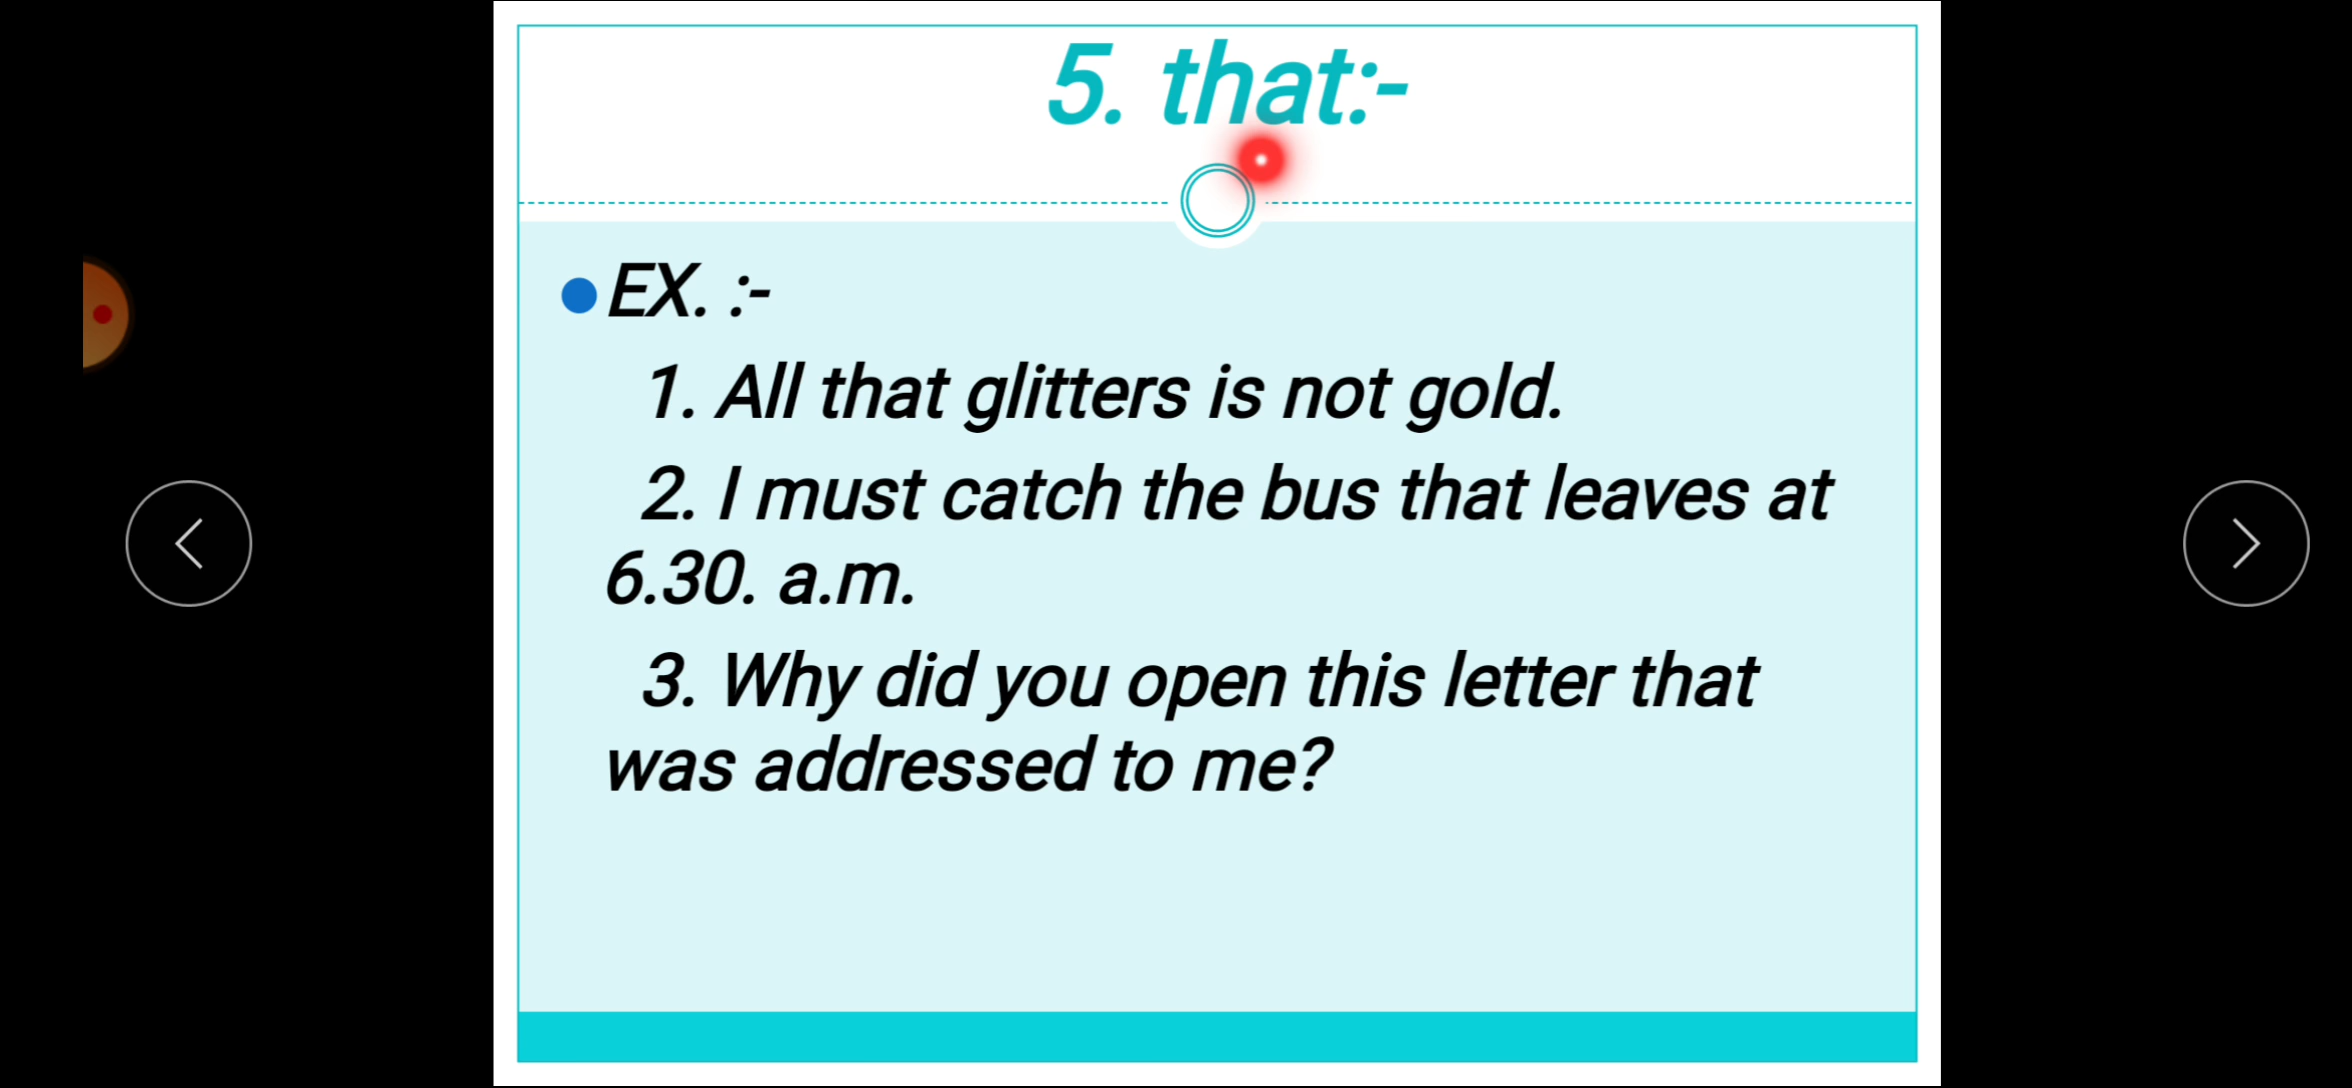 5. that:-
EX. :-
1. All that glitters is not gold.
2. I must catch the bus that leaves at
6.30. a.m.
3. Why did you open this letter that
was addressed to me?